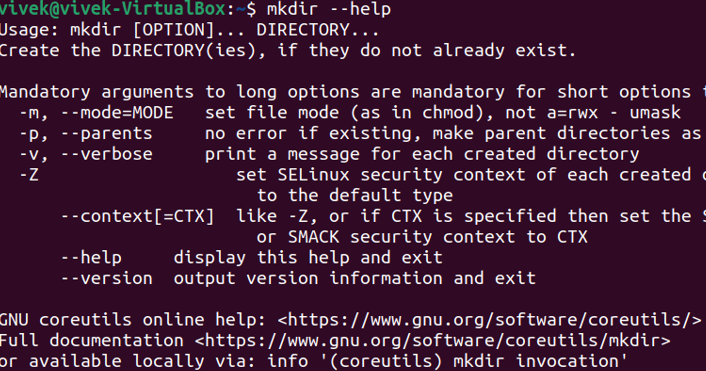 vivek@vivek-VirtualBox:~$ mkdir --help
Usage: mkdir [OPTION]... DIRECTORY...
Create the DIRECTORY(ies), if they do not already exist.

Mandatory arguments to long options are mandatory for short options t
  -m, --mode=MODE   set file mode (as in chmod), not a=rwx - umask
  -p, --parents     no error if existing, make parent directories as
  -v, --verbose     print a message for each created directory
  -Z                   set SELinux security context of each created d
                         to the default type
      --context[=CTX]  like -Z, or if CTX is specified then set the S
                         or SMACK security context to CTX
      --help     display this help and exit
      --version  output version information and exit

GNU coreutils online help: <https://www.gnu.org/software/coreutils/>
Full documentation <https://www.gnu.org/software/coreutils/mkdir>
or available locally via: info '(coreutils) mkdir invocation'